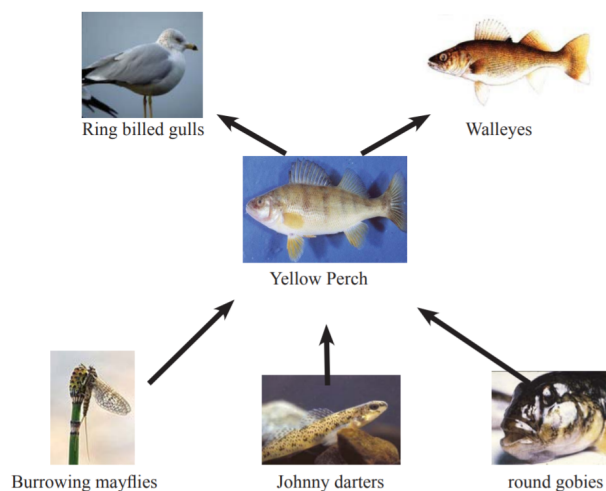 Ring billed gulls
Walleyes
Yellow Perch
Burrowing mayflies
Johnny darters
round gobies